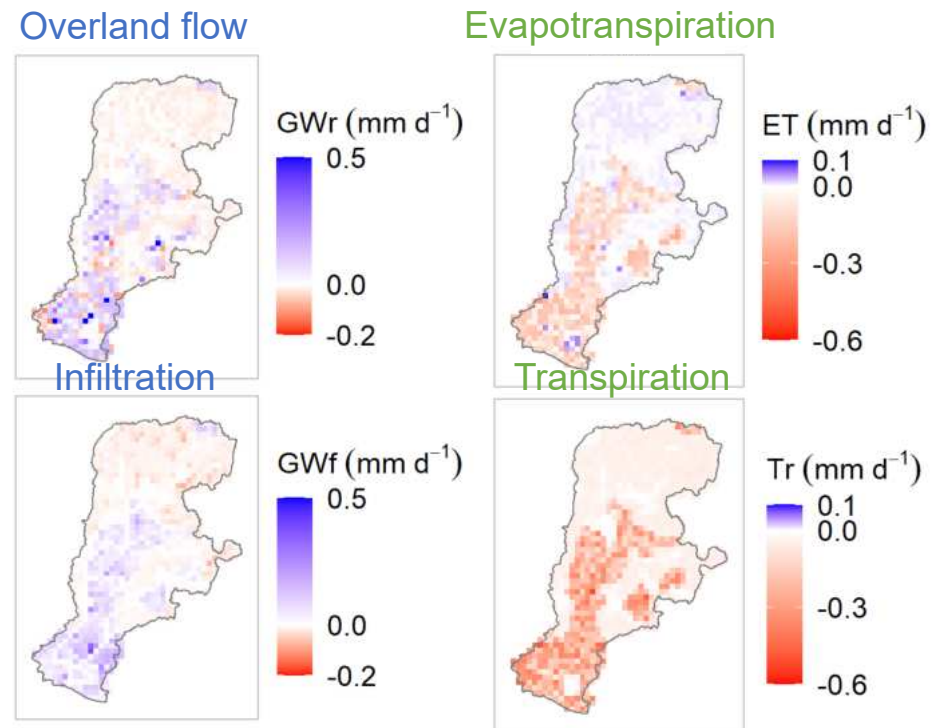 Overland flow
GWr (mm d⁻¹)
0.5
0.0
-0.2
Evapotranspiration
ET (mm d⁻¹)
0.1
0.0
-0.3
-0.6
Infiltration
GWf (mm d⁻¹)
0.5
0.0
-0.2
Transpiration
Tr (mm d⁻¹)
0.1
0.0
-0.3
-0.6